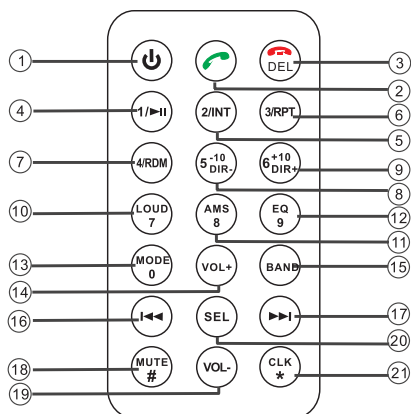 1
3
DEL
2
4
1/
2/INT
3/RPT
6
5
7
4/RDM
5 -10 DIR-
6 +10 DIR+
9
8
10
LOUD
7
AMS
8
EQ
9
12
11
13
MODE
0
VOL+
BAND
15
14
16
SEL
17
20
18
MUTE
#
VOL-
CLK
*
21
19